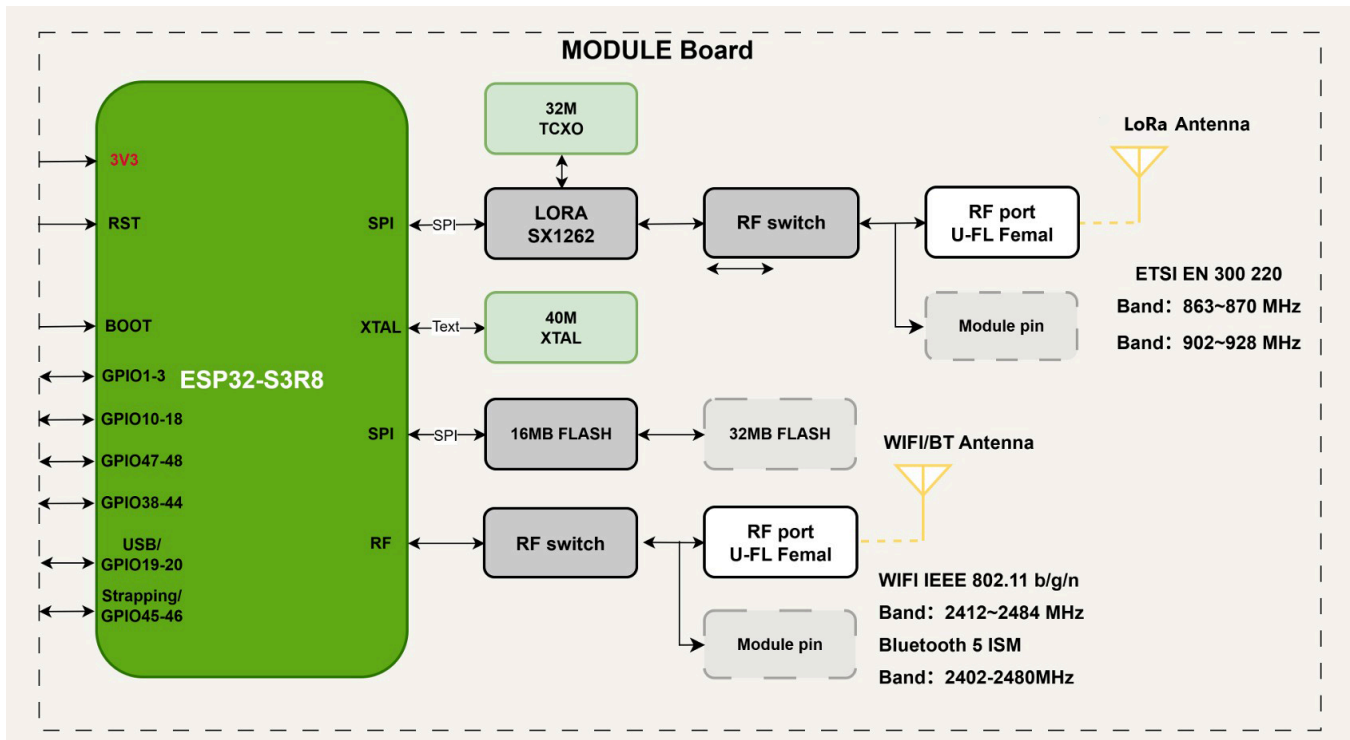 MODULE Board
32M
TCXO
LoRa Antenna
3V3
RST
SPI
SPI
LORA
SX1262
RF switch
RF port
U-FL Femal
ETSI EN 300 220
Band：863~870 MHz
Band：902~928 MHz
Module pin
BOOT
XTAL
Text
40M
XTAL
GPIO1-3
ESP32-S3R8
GPIO10-18
SPI
SPI
16MB FLASH
32MB FLASH
WIFI/BT Antenna
GPIO47-48
GPIO38-44
USB/
GPIO19-20
RF
RF switch
RF port
U-FL Femal
Strapping/
GPIO45-46
WIFI IEEE 802.11 b/g/n
Band：2412~2484 MHz
Module pin
Bluetooth 5 ISM
Band：2402-2480MHz